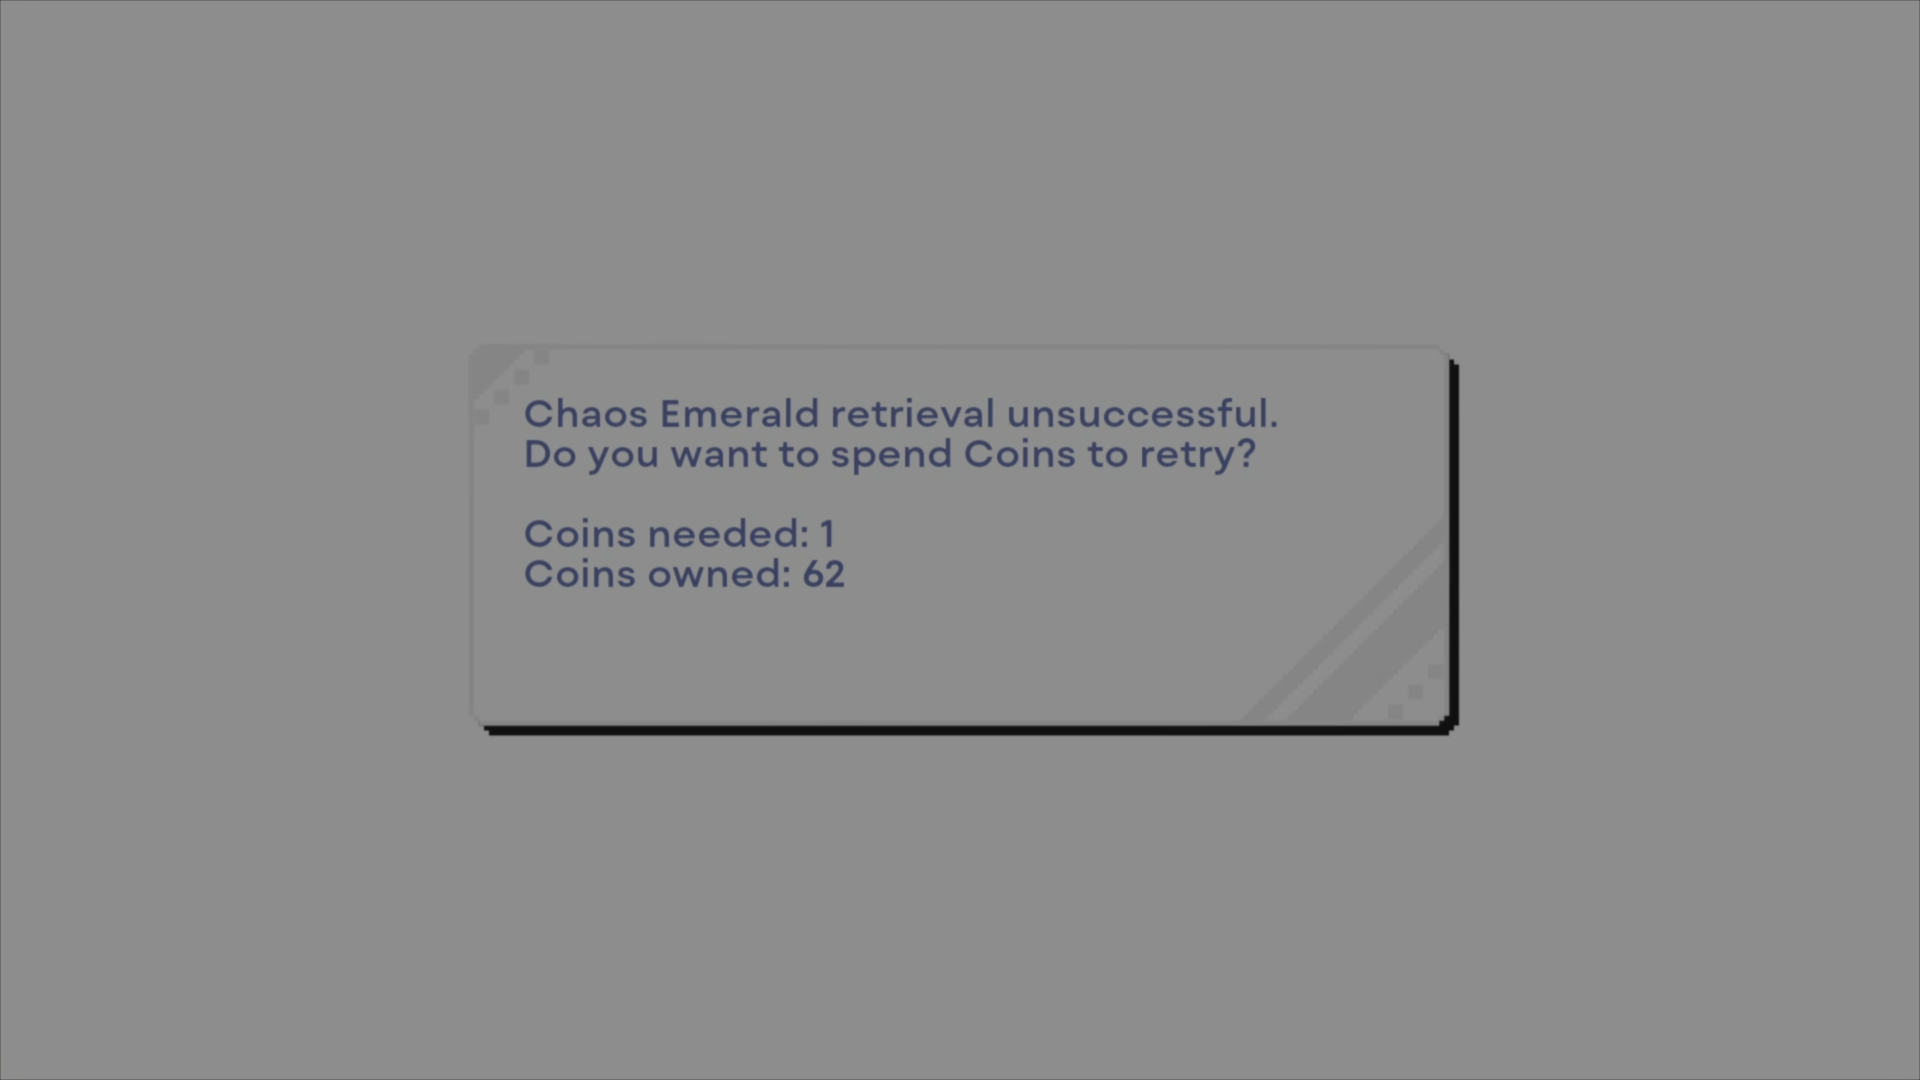 Chaos Emerald retrieval unsuccessful.
Do you want to spend Coins to retry?
Coins needed: 1
Coins owned: 62